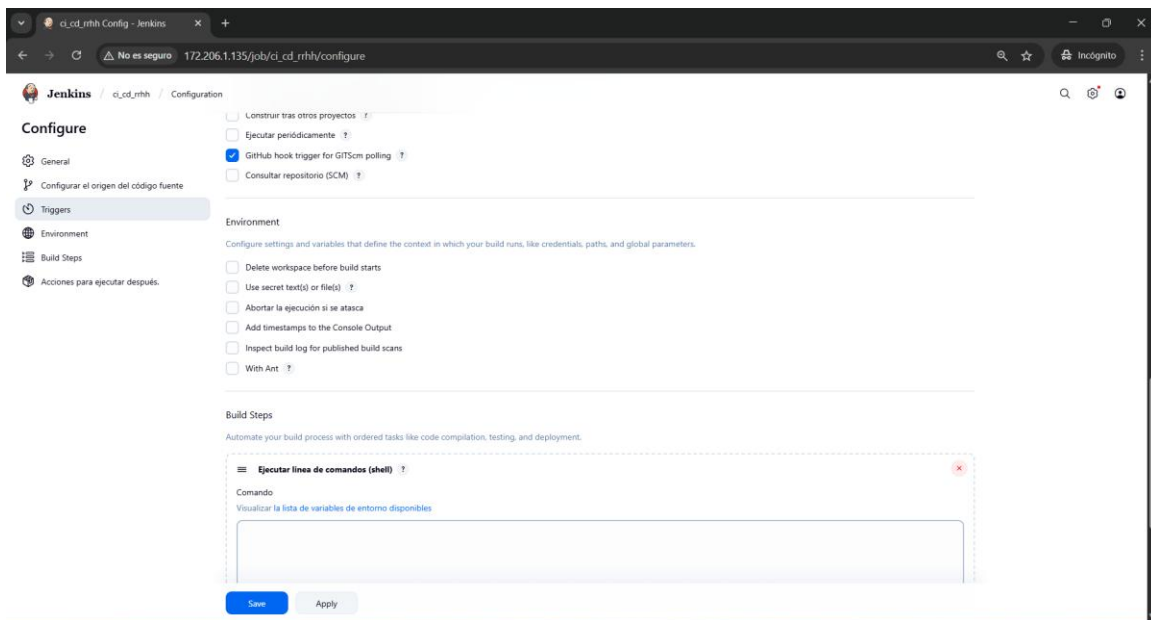 ci_cd_rrhh Config - Jenkins
No es seguro 172.206.1.135/job/ci_cd_rrhh/configure
Incógnito
Jenkins / ci_cd_rrhh / Configuration
Configure
General
Configurar el origen del código fuente
Triggers
Environment
Build Steps
Acciones para ejecutar después.
Construir tras otros proyectos ?
Ejecutar periódicamente ?
GitHub hook trigger for GITScm polling ?
Consultar repositorio (SCM) ?
Environment
Configure settings and variables that define the context in which your build runs, like credentials, paths, and global parameters.
Delete workspace before build starts
Use secret text(s) or file(s) ?
Abortar la ejecución si se atasca
Add timestamps to the Console Output
Inspect build log for published build scans
With Ant ?
Build Steps
Automate your build process with ordered tasks like code compilation, testing, and deployment.
Ejecutar linea de comandos (shell) ?
Comando
Visualizar la lista de variables de entorno disponibles
Save
Apply